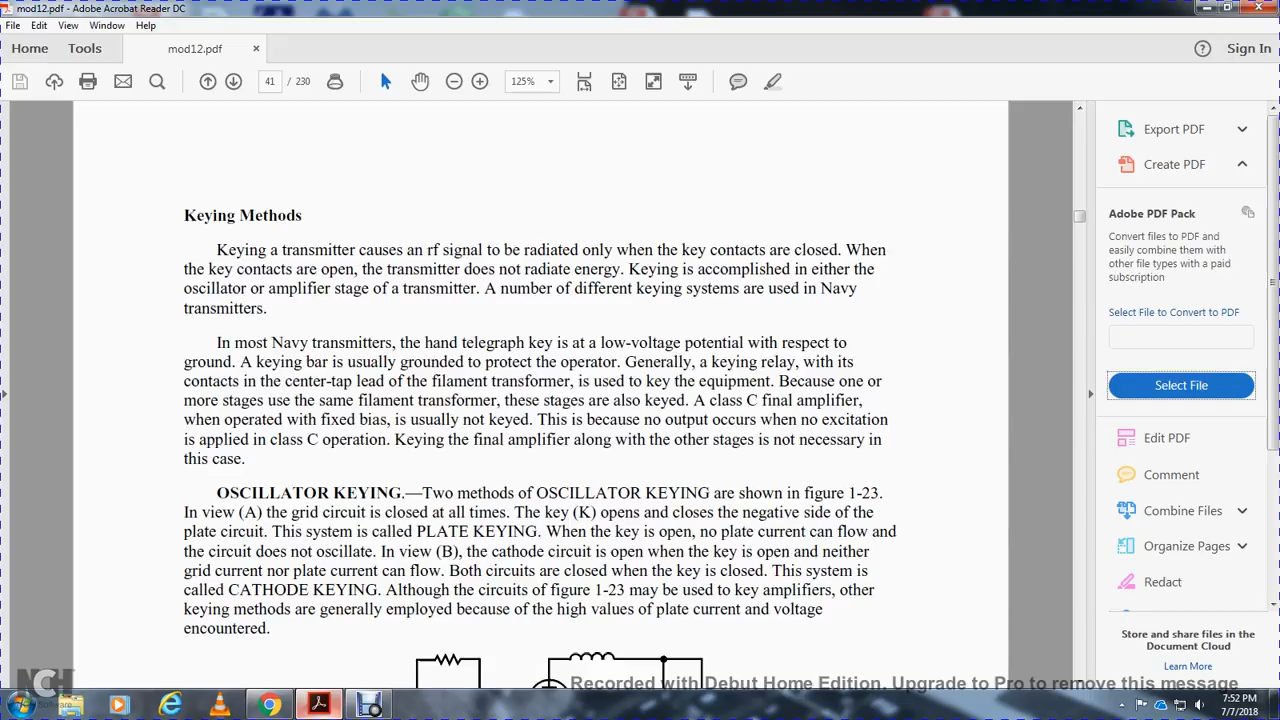 mod12.pdf - Adobe Acrobat Reader DC
File Edit View Window Help
Home Tools mod12.pdf × Sign In
41 / 230 125%
Keying Methods
Keying a transmitter causes an rf signal to be radiated only when the key contacts are closed. When
the key contacts are open, the transmitter does not radiate energy. Keying is accomplished in either the
oscillator or amplifier stage of a transmitter. A number of different keying systems are used in Navy
transmitters.
In most Navy transmitters, the hand telegraph key is at a low-voltage potential with respect to
ground. A keying bar is usually grounded to protect the operator. Generally, a keying relay, with its
contacts in the center-tap lead of the filament transformer, is used to key the equipment. Because one or
more stages use the same filament transformer, these stages are also keyed. A class C final amplifier,
when operated with fixed bias, is usually not keyed. This is because no output occurs when no excitation
is applied in class C operation. Keying the final amplifier along with the other stages is not necessary in
this case.
OSCILLATOR KEYING.—Two methods of OSCILLATOR KEYING are shown in figure 1-23.
In view (A) the grid circuit is closed at all times. The key (K) opens and closes the negative side of the
plate circuit. This system is called PLATE KEYING. When the key is open, no plate current can flow and
the circuit does not oscillate. In view (B), the cathode circuit is open when the key is open and neither
grid current nor plate current can flow. Both circuits are closed when the key is closed. This system is
called CATHODE KEYING. Although the circuits of figure 1-23 may be used to key amplifiers, other
keying methods are generally employed because of the high values of plate current and voltage
encountered.
Export PDF
Create PDF
Adobe PDF Pack
Convert files to PDF and
easily combine them with
other file types with a paid
subscription
Select File to Convert to PDF
Select File
Edit PDF
Comment
Combine Files
Organize Pages
Redact
Store and share files in the
Document Cloud
Learn More
NCH
Software
Recorded with Debut Home Edition. Upgrade to Pro to remove this message
7:52 PM
7/7/2018